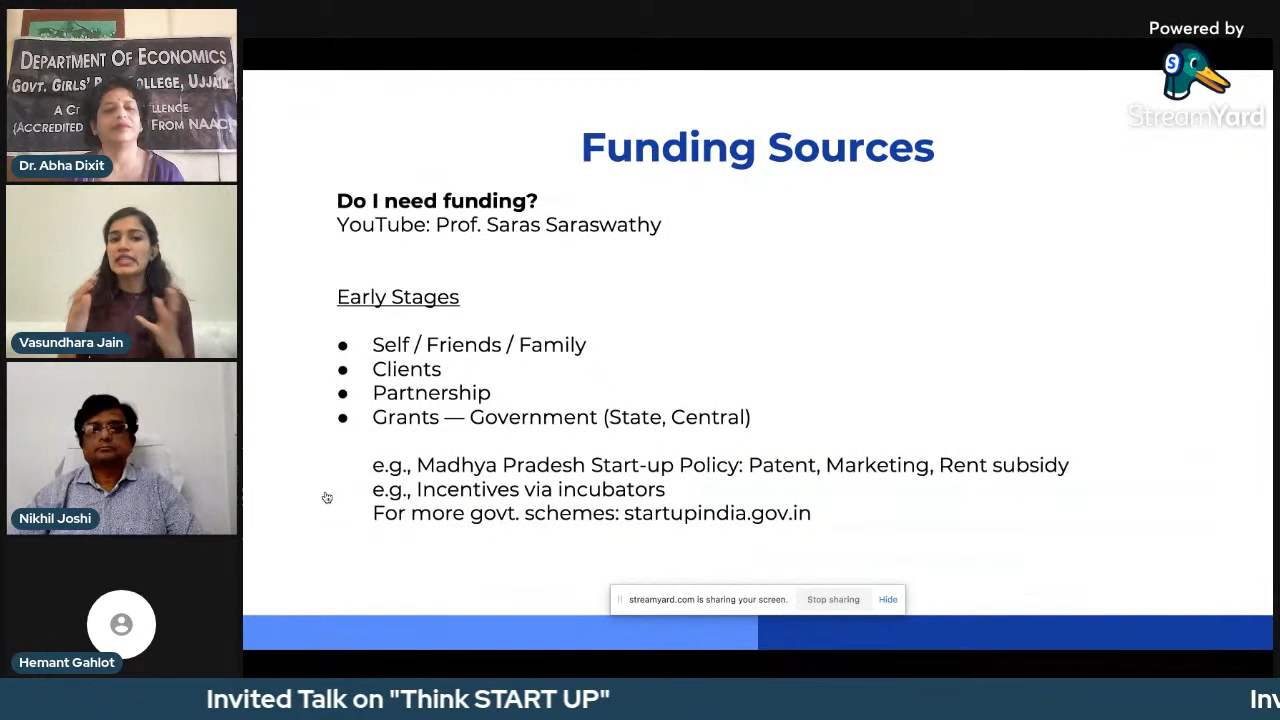 DEPARTMENT OF ECONOMICS
GOVT. GIRLS' P OLLEGE, UJJAIN
A C LLENCE
(ACCREDITED FROM NAAC)
Dr. Abha Dixit
Vasundhara Jain
Nikhil Joshi
Hemant Gahlot
Powered by
S
StreamYard
Funding Sources
Do I need funding?
YouTube: Prof. Saras Saraswathy
Early Stages
● Self / Friends / Family
● Clients
● Partnership
● Grants — Government (State, Central)
e.g., Madhya Pradesh Start-up Policy: Patent, Marketing, Rent subsidy
e.g., Incentives via incubators
For more govt. schemes: startupindia.gov.in
streamyard.com is sharing your screen. Stop sharing Hide
Invited Talk on "Think START UP" Inv